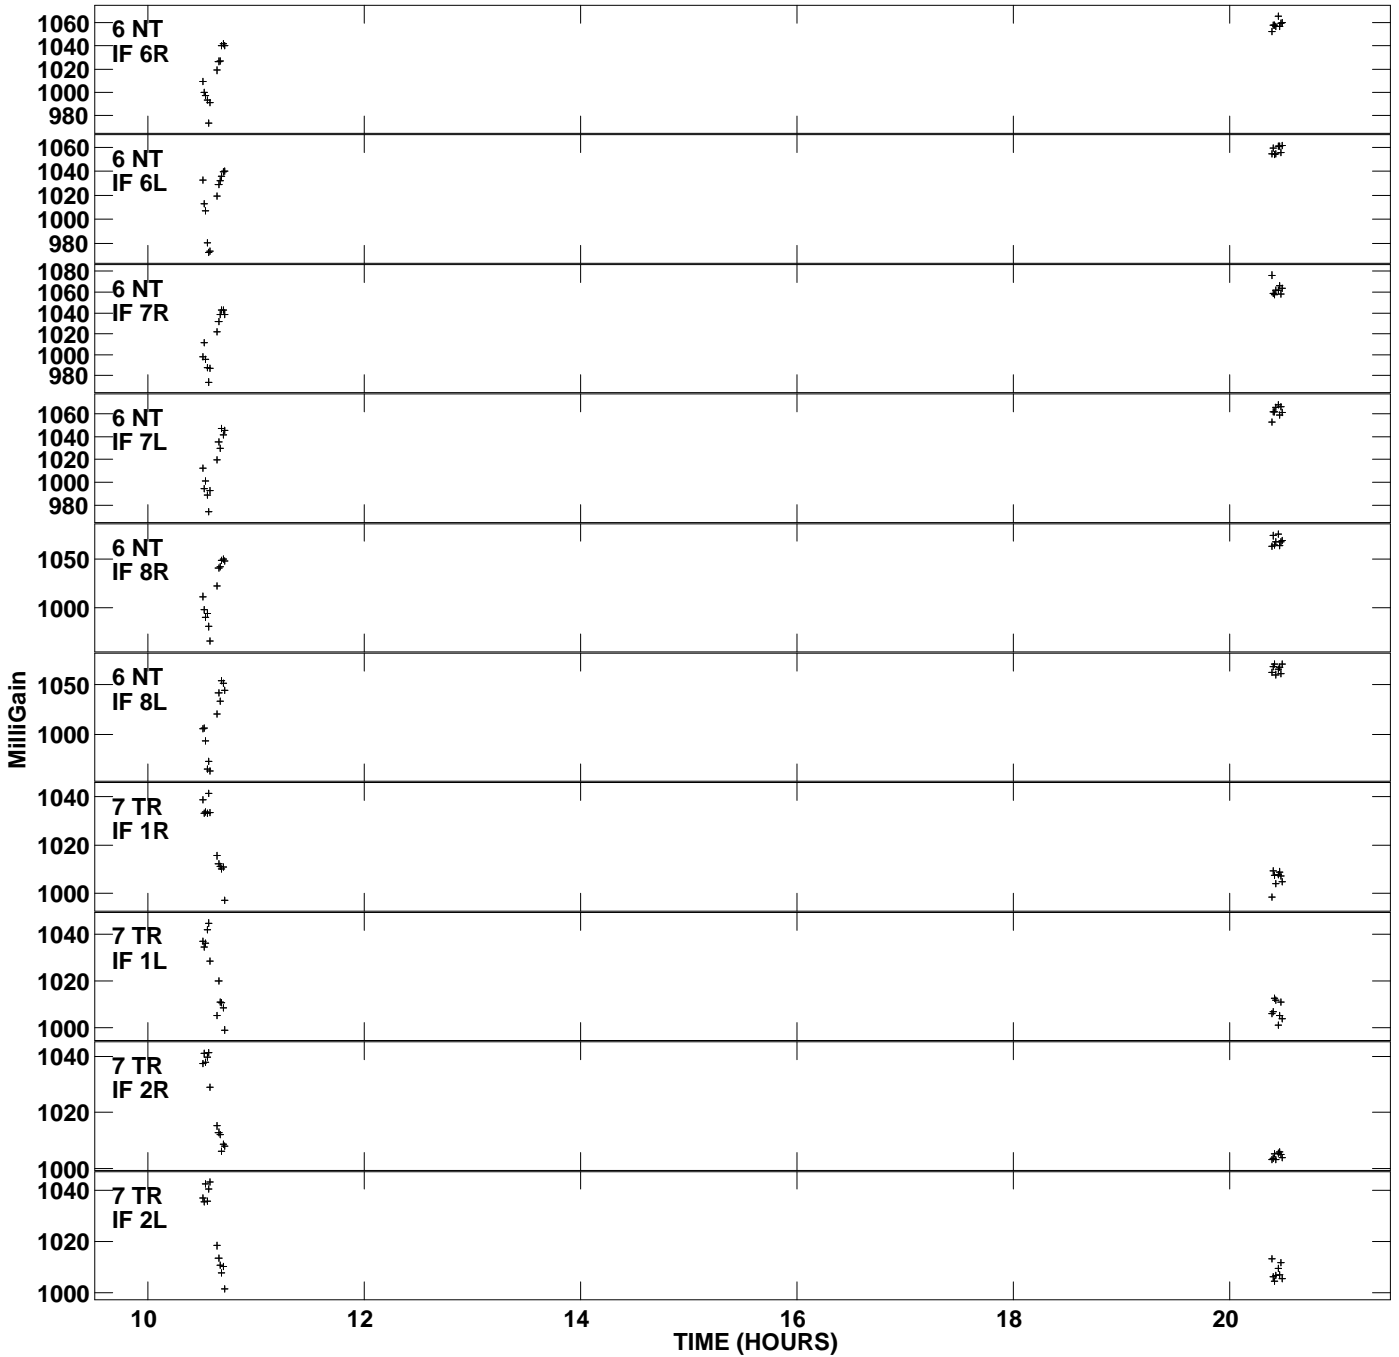 1060
1040
1020
1000
980
6 NT
IF 6R
1060
1040
1020
1000
980
6 NT
IF 6L
1080
1060
1040
1020
1000
980
6 NT
IF 7R
1060
1040
1020
1000
980
6 NT
IF 7L
1050
1000
6 NT
IF 8R
1050
1000
6 NT
IF 8L
MilliGain
1040
1020
1000
7 TR
IF 1R
1040
1020
1000
7 TR
IF 1L
1040
1020
1000
7 TR
IF 2R
1040
1020
1000
7 TR
IF 2L
10 12 14 16 18 20
TIME (HOURS)